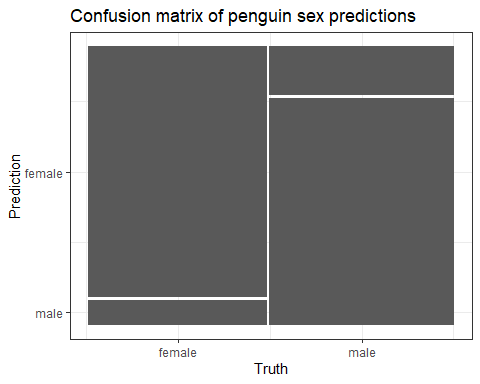 Confusion matrix of penguin sex predictions
Prediction
female
male
female
male
Truth